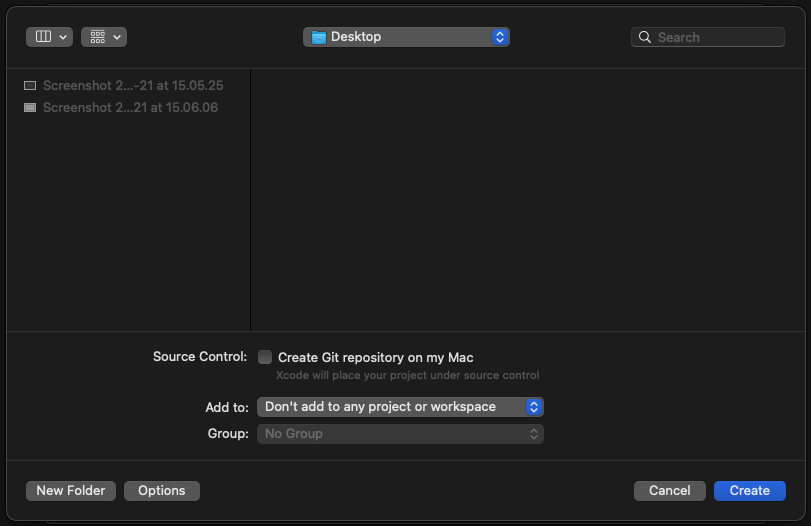 Desktop
Search
Screenshot 2...-21 at 15.05.25
Screenshot 2...21 at 15.06.06
Source Control: Create Git repository on my Mac
Xcode will place your project under source control
Add to: Don't add to any project or workspace
Group: No Group
New Folder Options Cancel Create